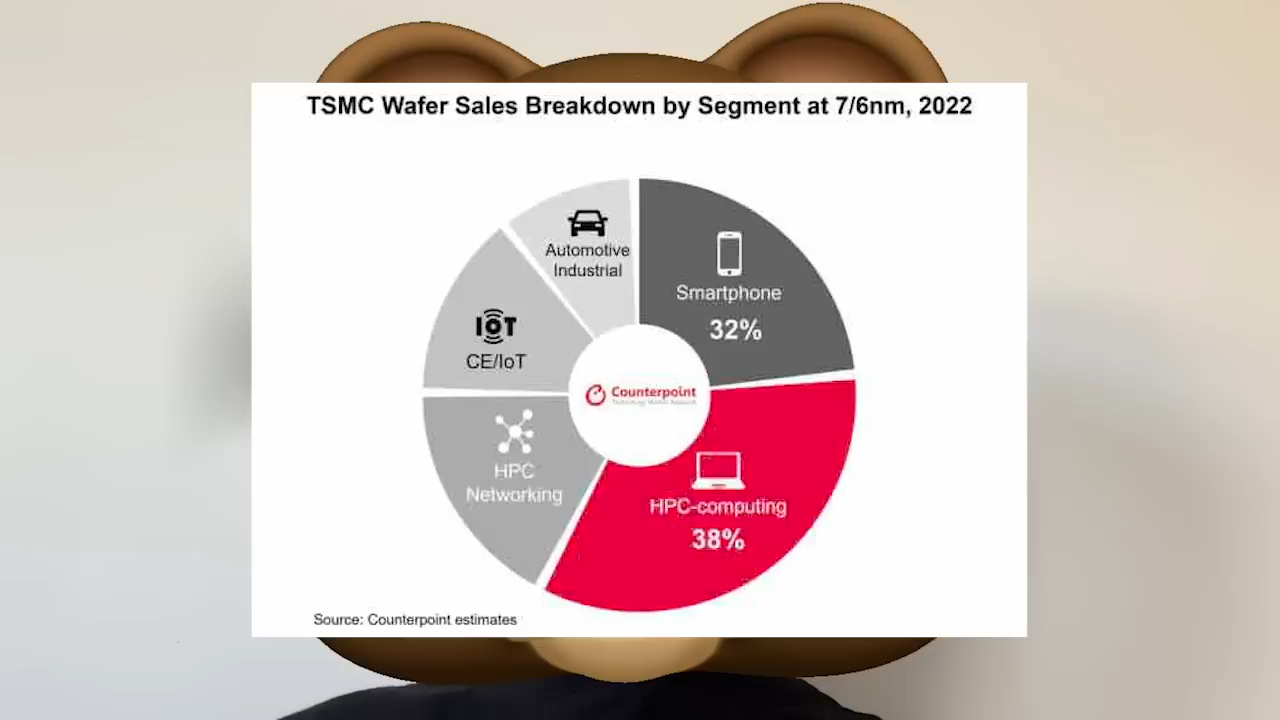 TSMC Wafer Sales Breakdown by Segment at 7/6nm, 2022
Automotive
Industrial
Smartphone
32%
IOT
CE/IoT
Counterpoint
HPC
Networking
HPC-computing
38%
Source: Counterpoint estimates